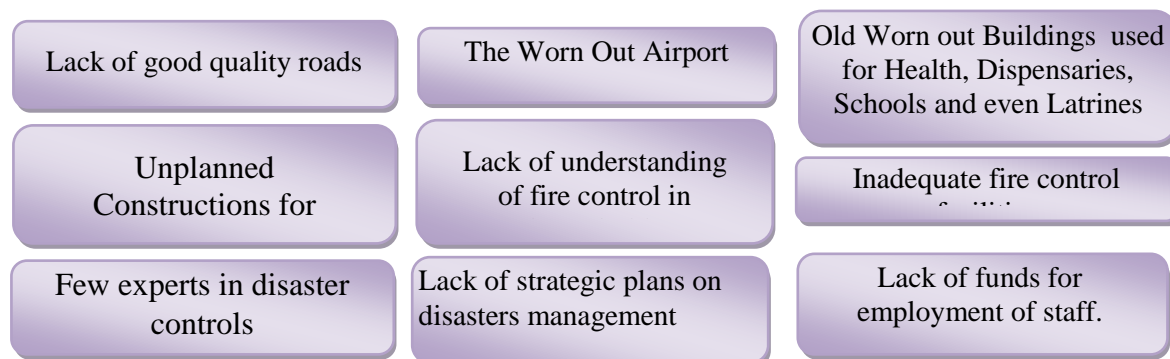 Lack of good quality roads
The Worn Out Airport
Old Worn out Buildings used
for Health, Dispensaries,
Schools and even Latrines
Unplanned
Constructions for
Lack of understanding
of fire control in
Inadequate fire control
Few experts in disaster
controls
Lack of strategic plans on
disasters management
Lack of funds for
employment of staff.